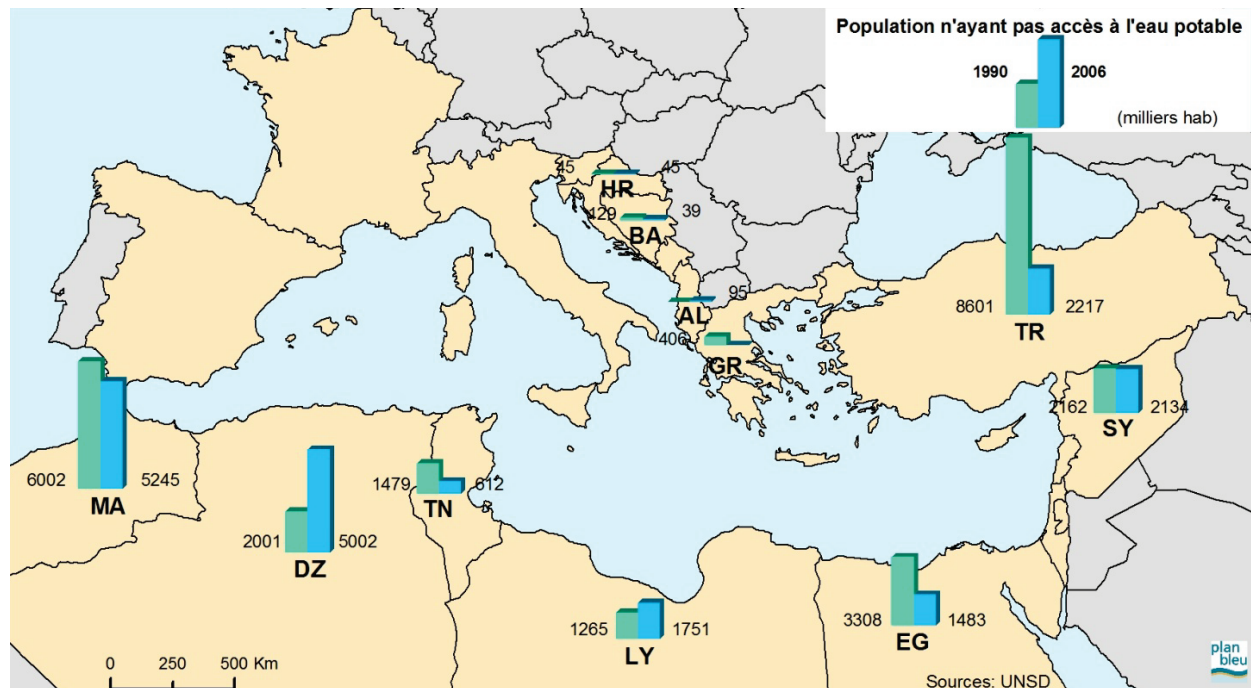 Population n'ayant pas accès à l'eau potable
1990 2006
(milliers hab)
45 45
HR
129 39
BA
95
AL
406
GR
8601 2217
TR
2162 2134
SY
6002 5245
MA
1479 612
TN
2001 5002
DZ
1265 1751
LY
3308 1483
EG
0 250 500 Km
plan
bleu
Sources: UNSD